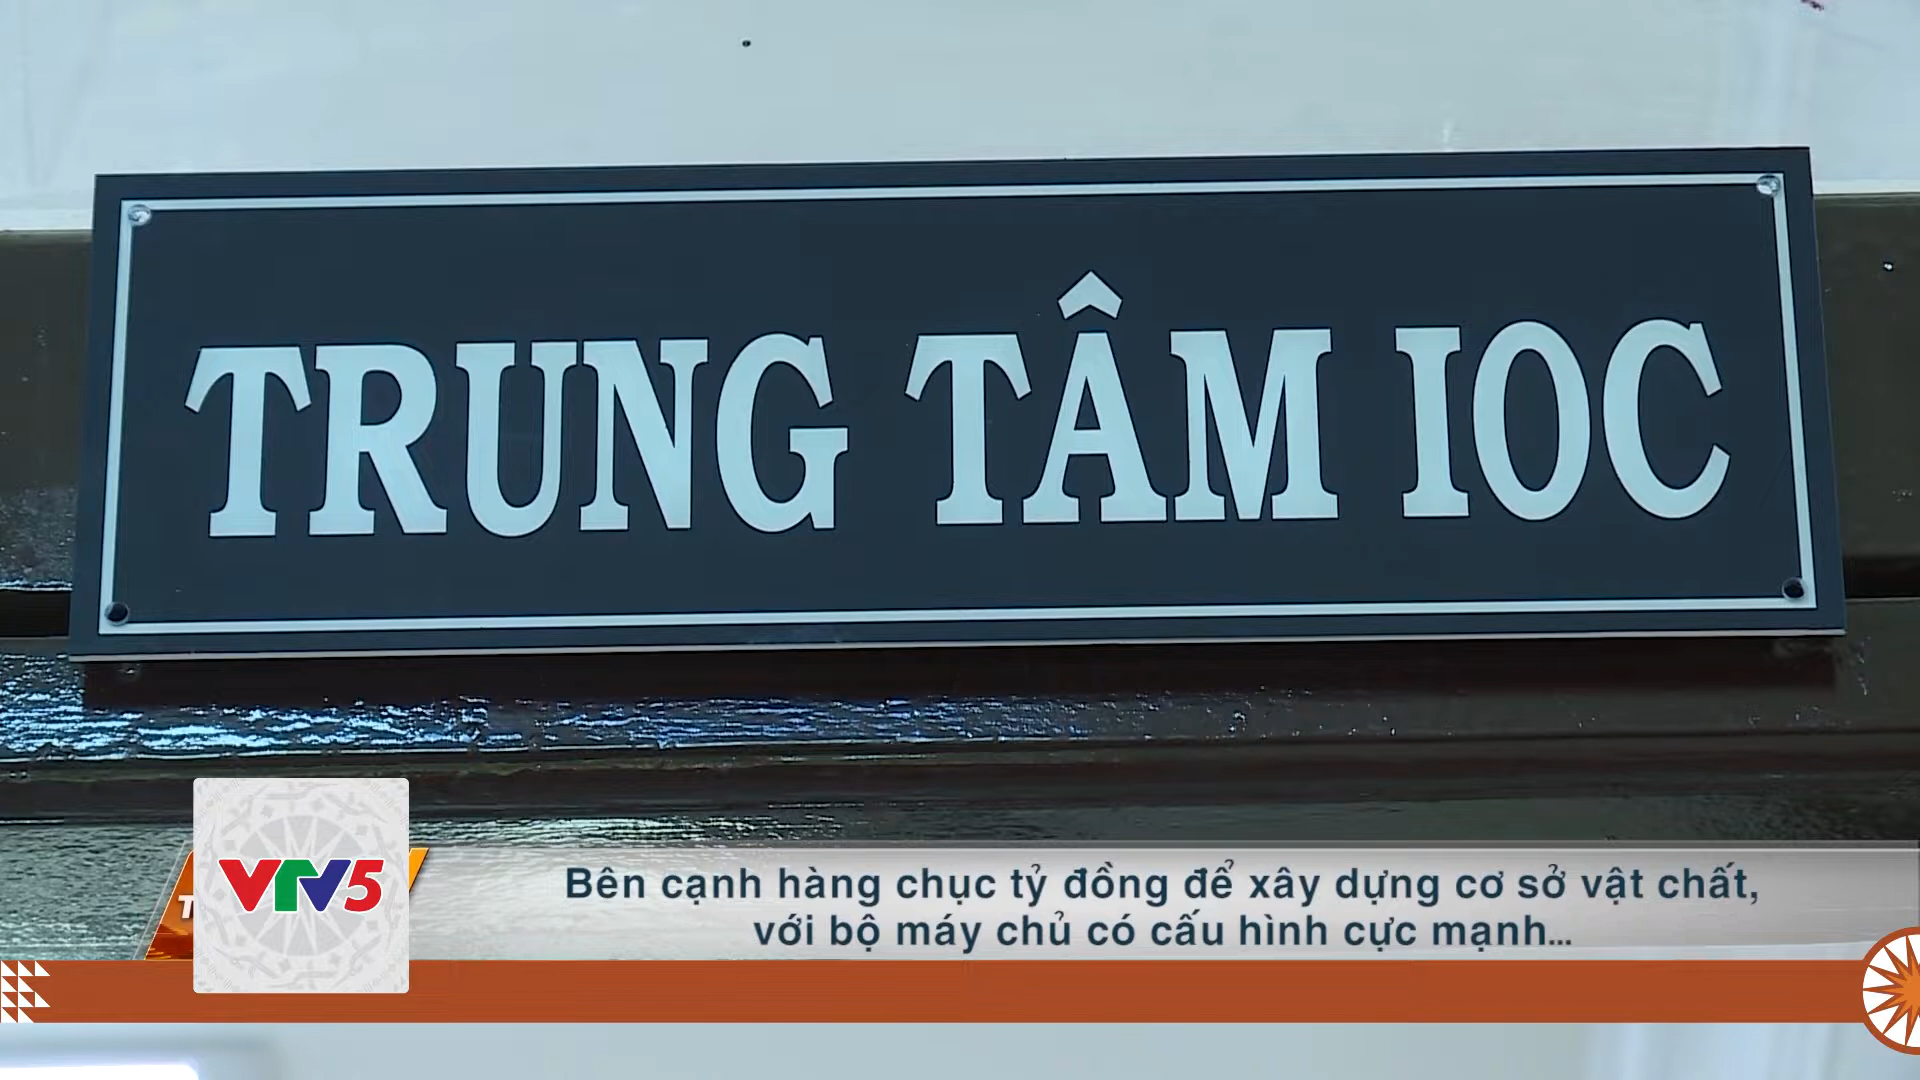 TRUNG TÂM IOC
VTV5
Bên cạnh hàng chục tỷ đồng để xây dựng cơ sở vật chất,
với bộ máy chủ có cấu hình cực mạnh...